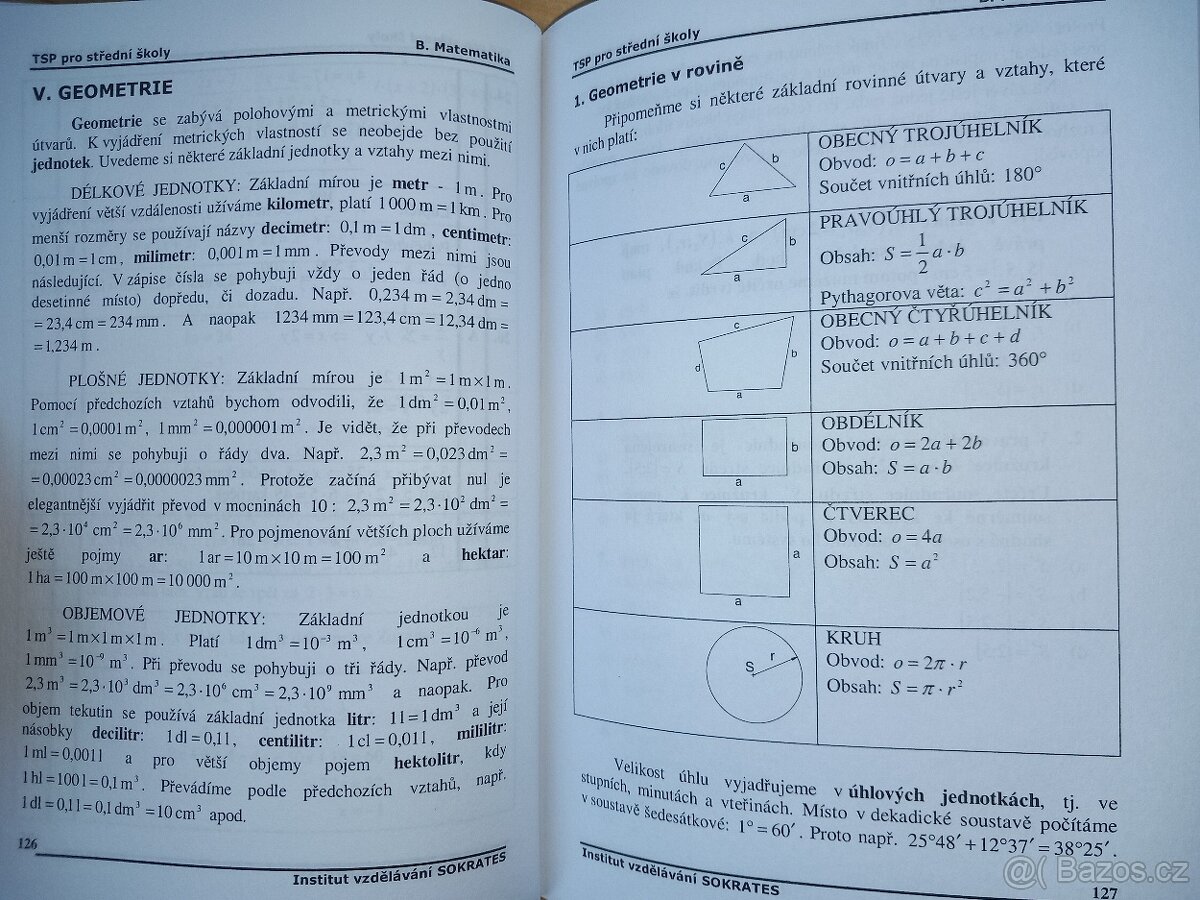 TSP pro střední školy
B. Matematika
V. GEOMETRIE
Geometrie se zabývá polohovými a metrickými vlastnostmi
útvarů. K vyjádření metrických vlastností se neobejde bez použití
jednotek. Uvedeme si některé základní jednotky a vztahy mezi nimi.
DÉLKOVÉ JEDNOTKY: Základní mírou je metr - 1 m. Pro
vyjádření větší vzdálenosti užíváme kilometr, platí 1 000 m = 1 km. Pro
menší rozměry se používají názvy decimetr: 0,1 m = 1 dm, centimetr:
0,01 m = 1 cm, milimetr: 0,001 m = 1 mm. Převody mezi nimi jsou
následující. V zápise čísla se pohybuji vždy o jeden řád (o jedno
desetinné místo) dopředu, či dozadu. Např. 0,234 m = 2,34 dm =
= 23,4 cm = 234 mm. A naopak 1234 mm = 123,4 cm = 12,34 dm =
= 1,234 m.
PLOŠNÉ JEDNOTKY: Základní mírou je 1 m² = 1 m × 1 m.
Pomocí předchozích vztahů bychom odvodili, že 1 dm² = 0,01 m²,
1 cm² = 0,0001 m², 1 mm² = 0,000001 m². Je vidět, že při převodech
mezi nimi se pohybuji o řády dva. Např. 2,3 m² = 0,023 dm² =
= 0,00023 cm² = 0,0000023 mm². Protože začíná přibývat nul je
elegantnější vyjádřit převod v mocninách 10 : 2,3 m² = 2,3·10² dm² =
= 2,3·10⁴ cm² = 2,3·10⁶ mm². Pro pojmenování větších ploch užíváme
ještě pojmy ar: 1 ar = 10 m × 10 m = 100 m² a hektar:
1 ha = 100 m × 100 m = 10 000 m².
OBJEMOVÉ JEDNOTKY: Základní jednotkou je
1 m³ = 1 m × 1 m × 1 m. Platí 1 dm³ = 10⁻³ m³, 1 cm³ = 10⁻⁶ m³,
1 mm³ = 10⁻⁹ m³. Při převodu se pohybuji o tři řády. Např. převod
2,3 m³ = 2,3·10³ dm³ = 2,3·10⁶ cm³ = 2,3·10⁹ mm³ a naopak. Pro
objem tekutin se používá základní jednotka litr: 1 l = 1 dm³ a její
násobky decilitr: 1 dl = 0,1 l, centilitr: 1 cl = 0,01 l, mililitr:
1 ml = 0,001 l a pro větší objemy pojem hektolitr, kdy
1 hl = 100 l = 0,1 m³. Převádíme podle předchozích vztahů, např.
1 dl = 0,1 l = 0,1 dm³ = 10 cm³ apod.
126
Institut vzdělávání SOKRATES
TSP pro střední školy
1. Geometrie v rovině
Připomeňme si některé základní rovinné útvary a vztahy, které
v nich platí:
c
b
a
OBECNÝ TROJÚHELNÍK
Obvod: o = a + b + c
Součet vnitřních úhlů: 180°
c
b
a
PRAVOÚHLÝ TROJÚHELNÍK
Obsah: S = 1/2 a · b
Pythagorova věta: c² = a² + b²
c
b
d
a
OBECNÝ ČTYŘÚHELNÍK
Obvod: o = a + b + c + d
Součet vnitřních úhlů: 360°
b
a
OBDÉLNÍK
Obvod: o = 2a + 2b
Obsah: S = a · b
a
a
ČTVEREC
Obvod: o = 4a
Obsah: S = a²
r
S
KRUH
Obvod: o = 2π · r
Obsah: S = π · r²
Velikost úhlu vyjadřujeme v úhlových jednotkách, tj. ve
stupních, minutách a vteřinách. Místo v dekadické soustavě počítáme
v soustavě šedesátkové: 1° = 60′. Proto např. 25°48′ + 12°37′ = 38°25′.
Institut vzdělávání SOKRATES
127
@( Bazos.cz